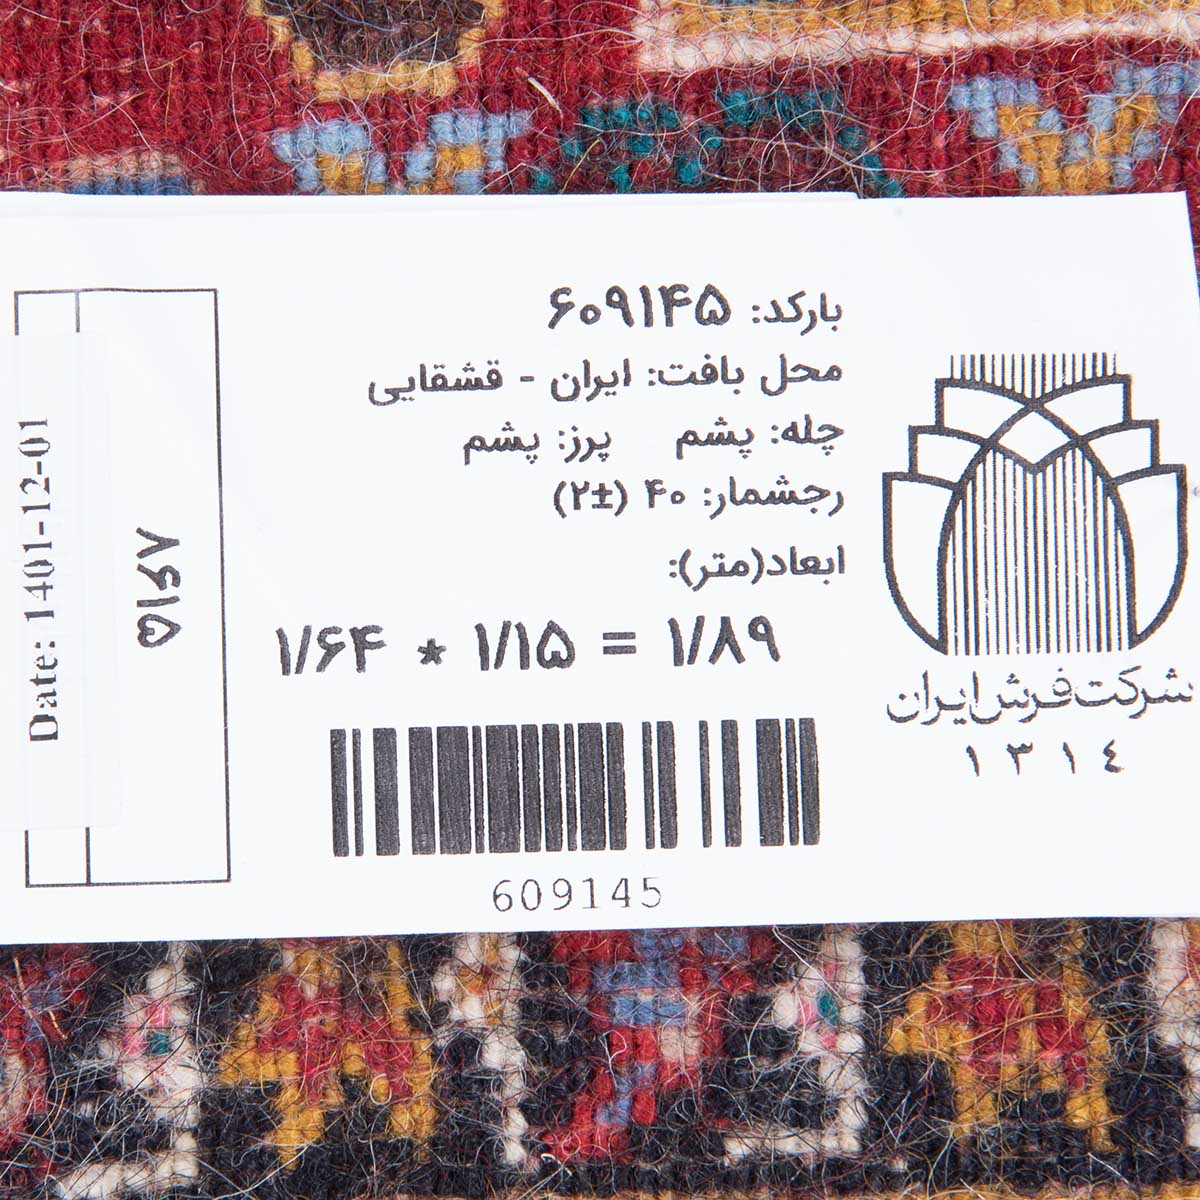 بارکد: ۶۰۹۱۴۵
محل بافت: ایران - قشقایی
چله: پشم پرز: پشم
رجشمار: ۴۰ (±۲)
ابعاد(متر):
۱/۶۴ * ۱/۱۵ = ۱/۸۹
609145
شرکت فرش ایران
١٣١٤
۵۱۶۷
Date: 1401-12-01